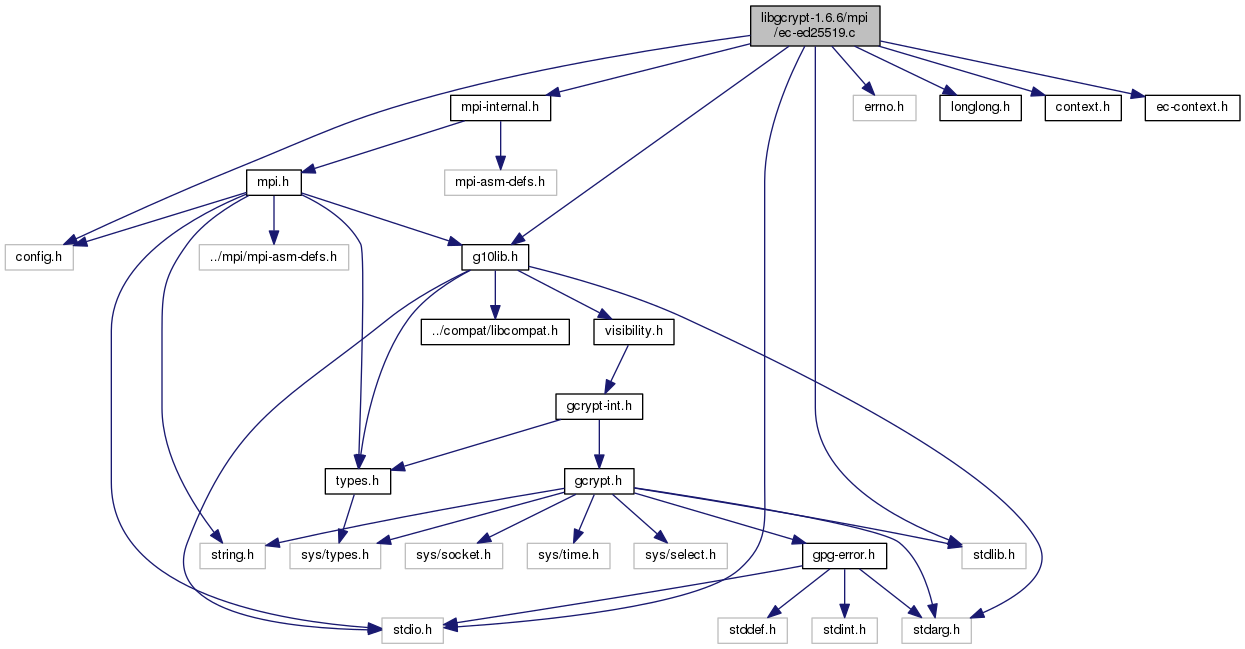 libgcrypt-1.6.6/mpi
/ec-ed25519.c
mpi-internal.h
errno.h
longlong.h
context.h
ec-context.h
mpi.h
mpi-asm-defs.h
config.h
../mpi/mpi-asm-defs.h
g10lib.h
../compat/libcompat.h
visibility.h
gcrypt-int.h
types.h
gcrypt.h
string.h
sys/types.h
sys/socket.h
sys/time.h
sys/select.h
gpg-error.h
stdlib.h
stdio.h
stddef.h
stdint.h
stdarg.h